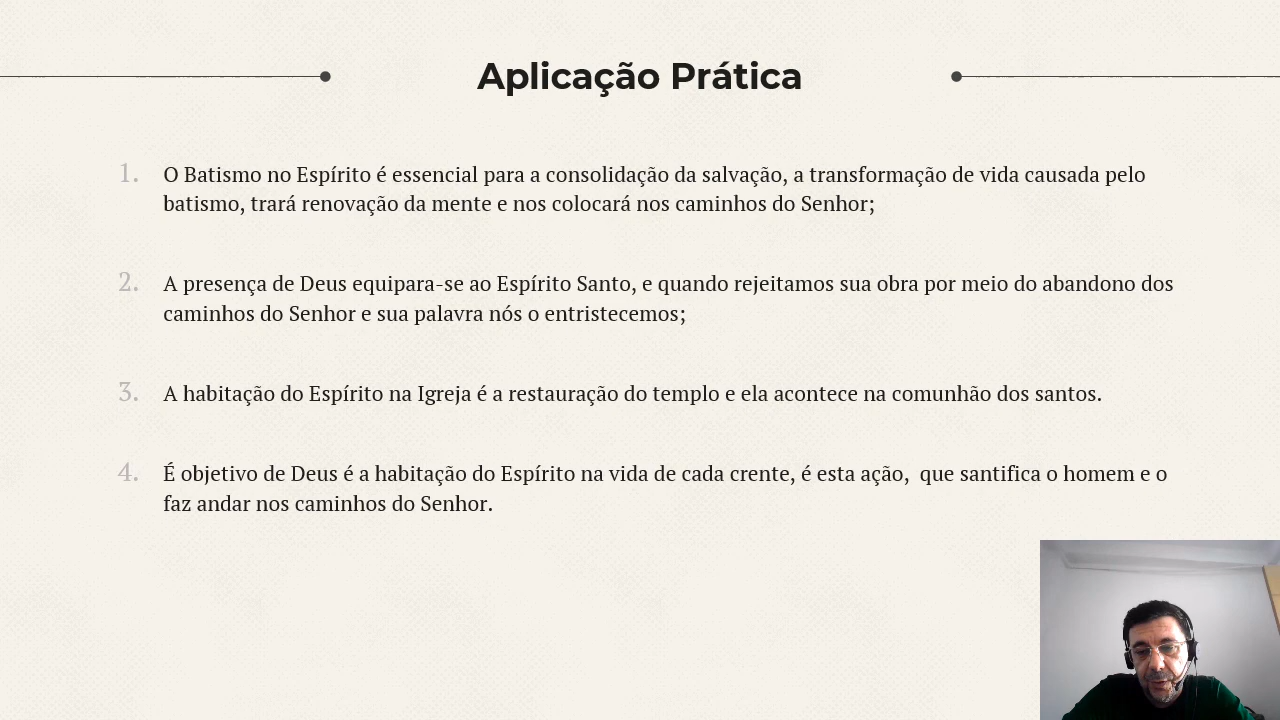 Aplicação Prática
1. O Batismo no Espírito é essencial para a consolidação da salvação, a transformação de vida causada pelo
batismo, trará renovação da mente e nos colocará nos caminhos do Senhor;
2. A presença de Deus equipara-se ao Espírito Santo, e quando rejeitamos sua obra por meio do abandono dos
caminhos do Senhor e sua palavra nós o entristecemos;
3. A habitação do Espírito na Igreja é a restauração do templo e ela acontece na comunhão dos santos.
4. É objetivo de Deus é a habitação do Espírito na vida de cada crente, é esta ação,  que santifica o homem e o
faz andar nos caminhos do Senhor.